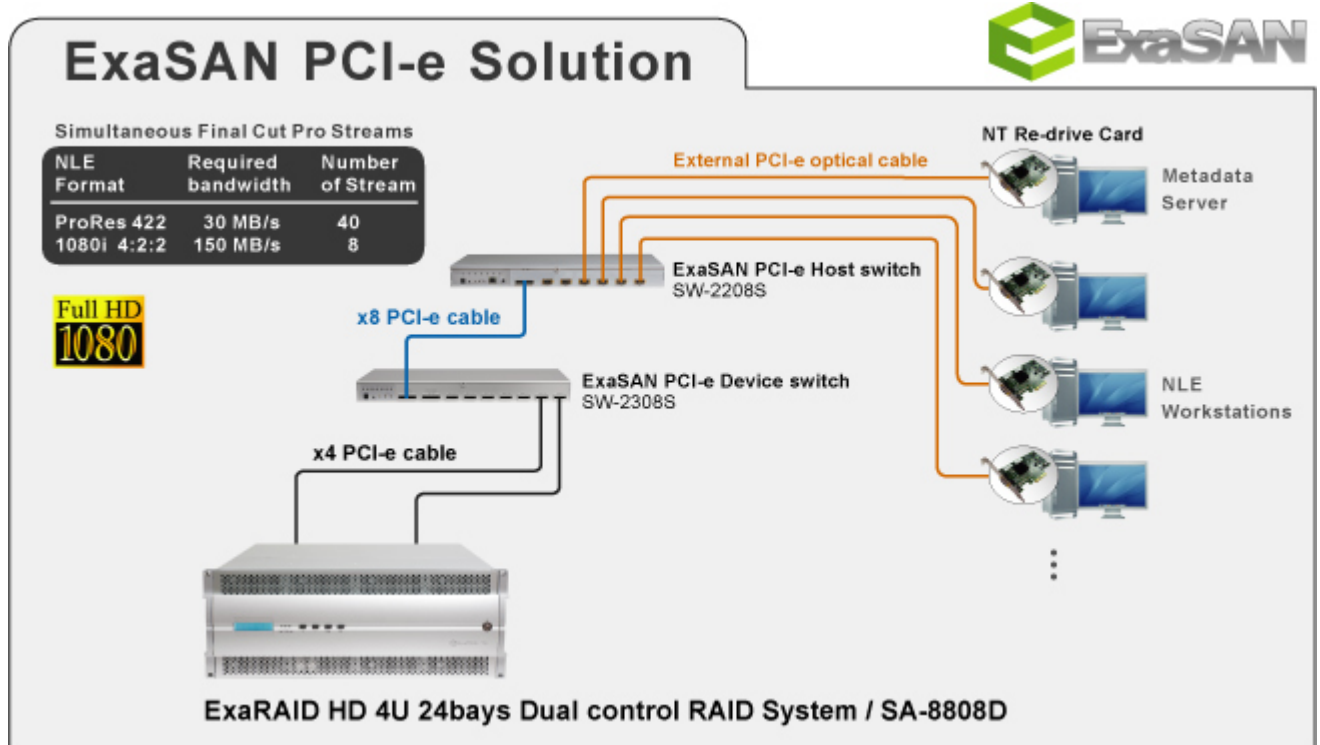 ExaSAN PCI-e Solution
ExaSAN
Simultaneous Final Cut Pro Streams
NLE Format Required bandwidth Number of Stream
ProRes 422 30 MB/s 40
1080i 4:2:2 150 MB/s 8
Full HD
1080
External PCI-e optical cable
NT Re-drive Card
Metadata
Server
ExaSAN PCI-e Host switch
SW-2208S
x8 PCI-e cable
ExaSAN PCI-e Device switch
SW-2308S
NLE
Workstations
x4 PCI-e cable
ExaRAID HD 4U 24bays Dual control RAID System / SA-8808D